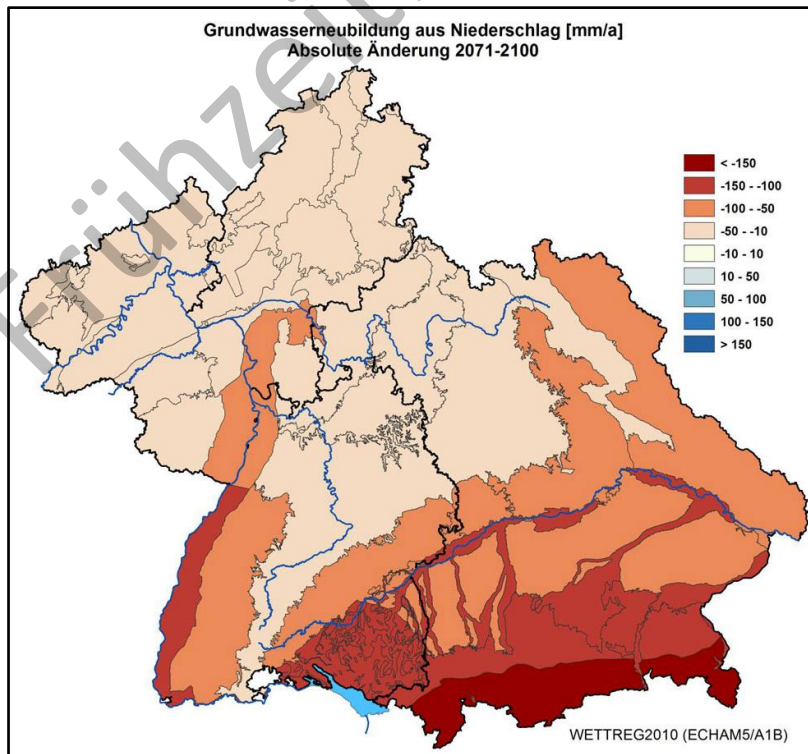 Grundwasserneubildung aus Niederschlag [mm/a]
Absolute Änderung 2071-2100
< -150
-150 - -100
-100 - -50
-50 - -10
-10 - 10
10 - 50
50 - 100
100 - 150
> 150
WETTREG2010 (ECHAM5/A1B)